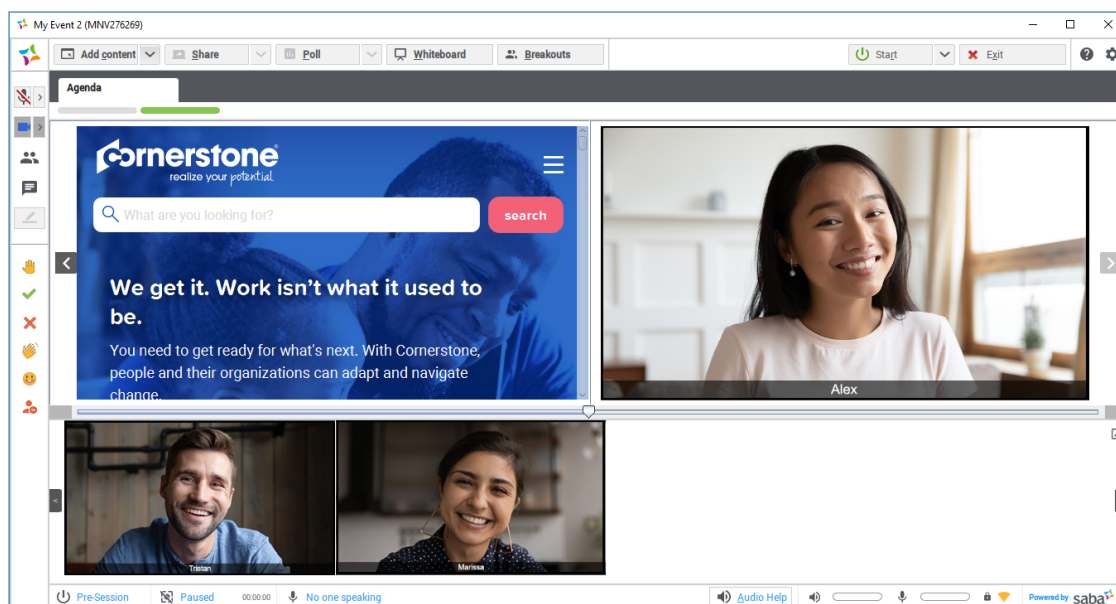 My Event 2 (MNV276269)
Add content Share Poll Whiteboard Breakouts Start Exit
Agenda
Cornerstone
realize your potential
What are you looking for? search
We get it. Work isn't what it used to
be.
You need to get ready for what's next. With Cornerstone,
people and their organizations can adapt and navigate
change.
Alex
Tristan Marissa
Pre-Session Paused 00:00:00 No one speaking Audio Help Powered by saba